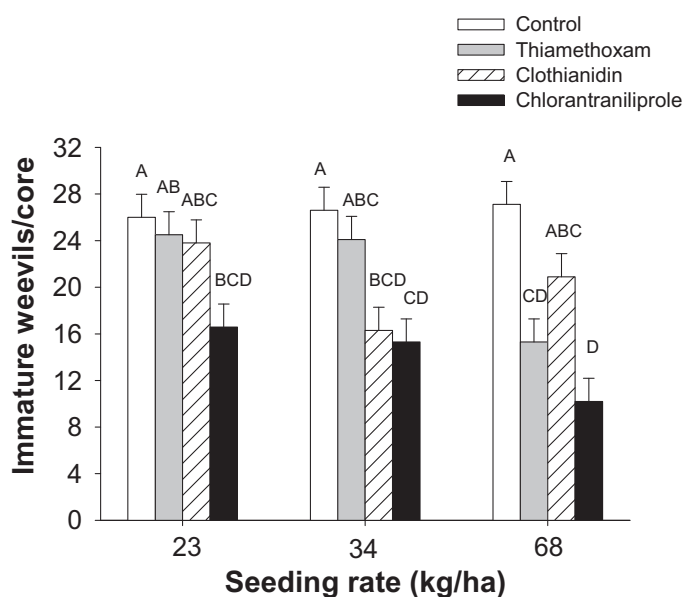 Control
Thiamethoxam
Clothianidin
Chlorantraniliprole
Immature weevils/core
32
28
24
20
16
12
8
4
0
A
AB
ABC
BCD
A
ABC
BCD
CD
A
CD
ABC
D
23
34
68
Seeding rate (kg/ha)